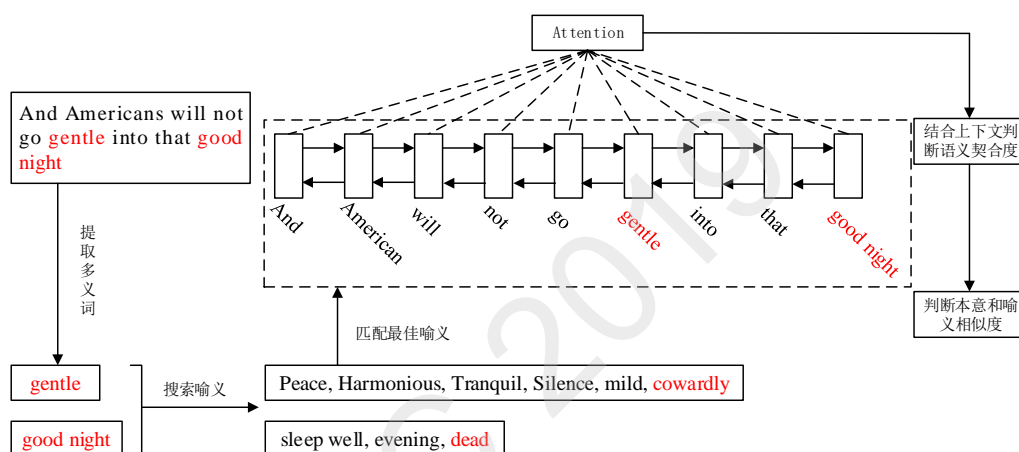 Attention
And Americans will not
go gentle into that good
night
结合上下文判
断语义契合度
And
American
will
not
go
gentle
into
that
good night
提取多义词
判断本意和喻
义相似度
匹配最佳喻义
gentle
搜索喻义
Peace, Harmonious, Tranquil, Silence, mild, cowardly
good night
sleep well, evening, dead
C 2019